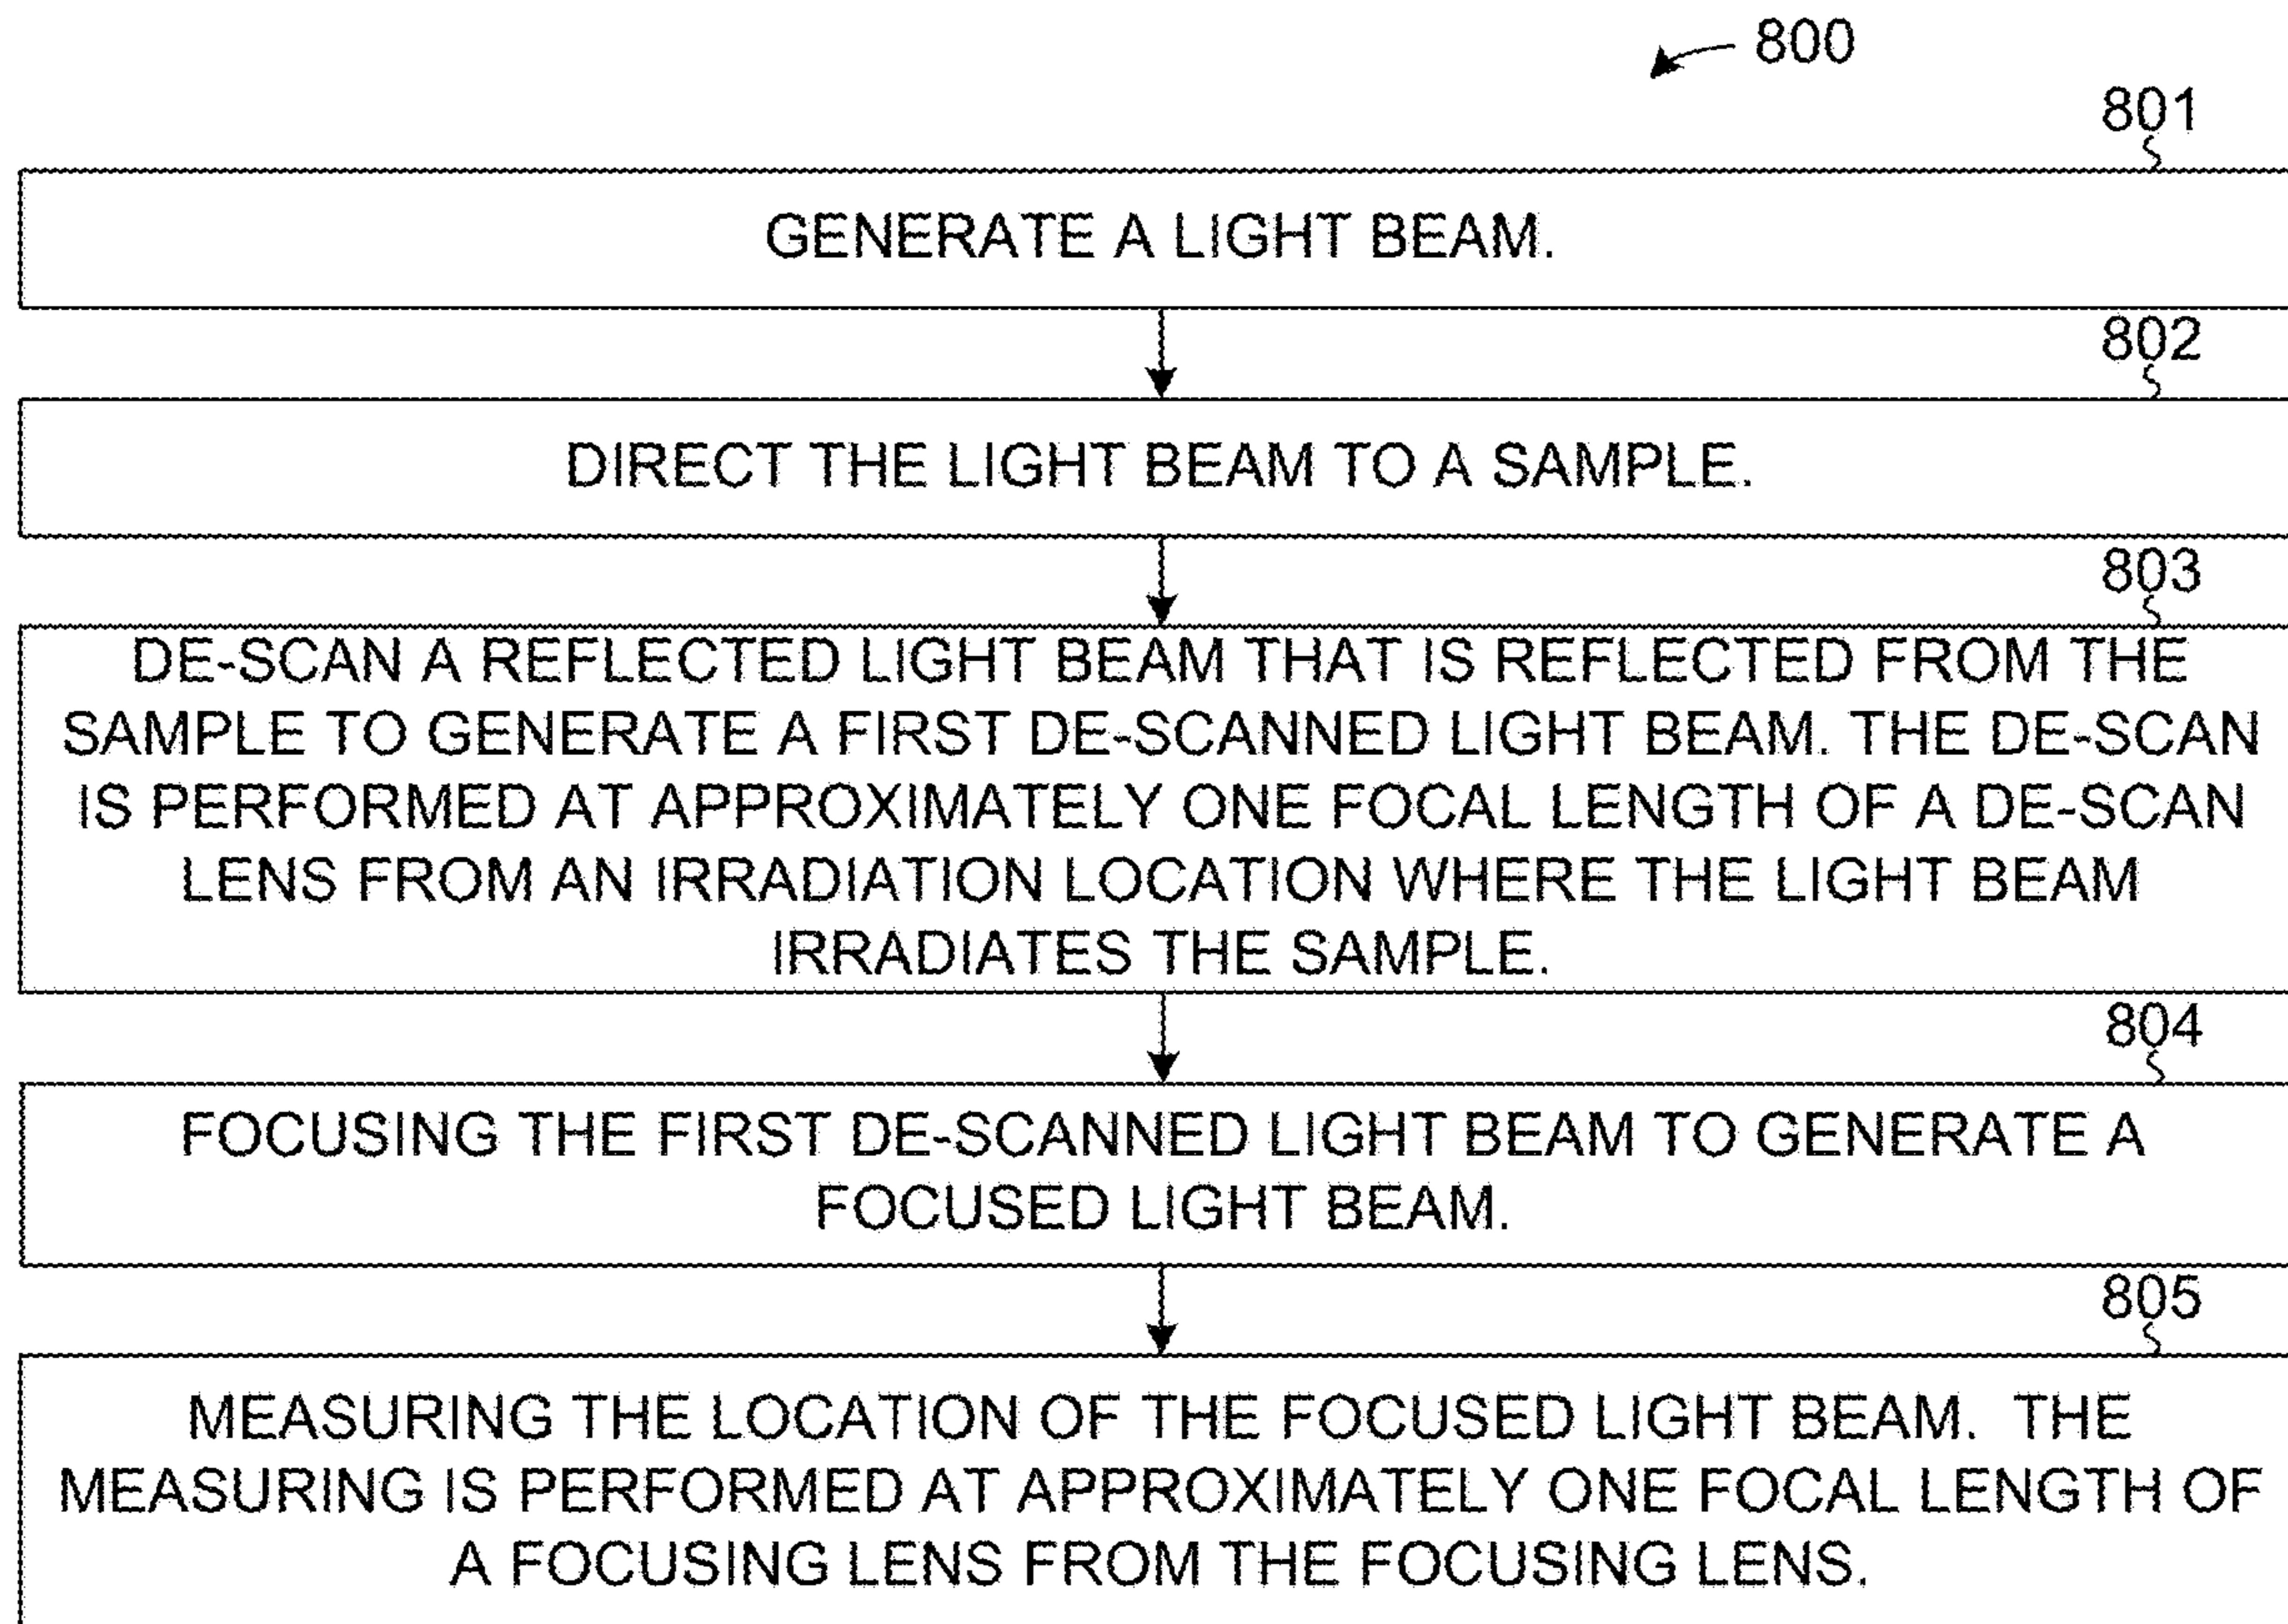 800
801
GENERATE A LIGHT BEAM.
802
DIRECT THE LIGHT BEAM TO A SAMPLE.
803
DE-SCAN A REFLECTED LIGHT BEAM THAT IS REFLECTED FROM THE
SAMPLE TO GENERATE A FIRST DE-SCANNED LIGHT BEAM. THE DE-SCAN
IS PERFORMED AT APPROXIMATELY ONE FOCAL LENGTH OF A DE-SCAN
LENS FROM AN IRRADIATION LOCATION WHERE THE LIGHT BEAM
IRRADIATES THE SAMPLE.
804
FOCUSING THE FIRST DE-SCANNED LIGHT BEAM TO GENERATE A
FOCUSED LIGHT BEAM.
805
MEASURING THE LOCATION OF THE FOCUSED LIGHT BEAM. THE
MEASURING IS PERFORMED AT APPROXIMATELY ONE FOCAL LENGTH OF
A FOCUSING LENS FROM THE FOCUSING LENS.